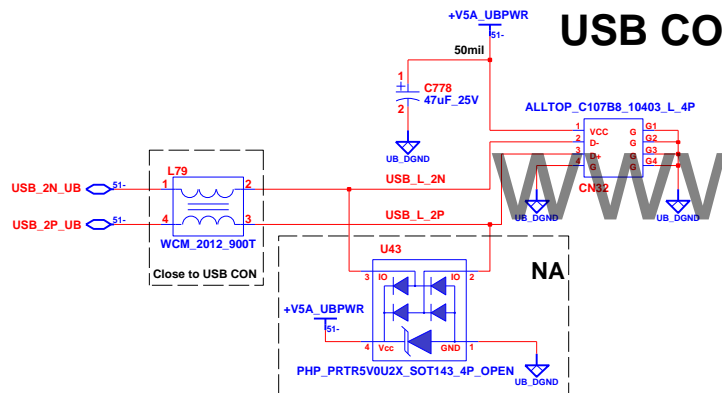 +V5A_UBPWR
51-
USB CO
50mil
1
+
C778
47uF_25V
2
UB_DGND
ALLTOP_C107B8_10403_L_4P
1 VCC G G1
2 D- G G2
3 D+ G G3
4 G G G4
CN32
UB_DGND
UB_DGND
www
L79
USB_2N_UB 51- 1 2 USB_L_2N
USB_2P_UB 51- 4 3 USB_L_2P
WCM_2012_900T
Close to USB CON
U43
NA
3 IO IO 2
+V5A_UBPWR
51-
4 Vcc GND 1
PHP_PRTR5V0U2X_SOT143_4P_OPEN
UB_DGND